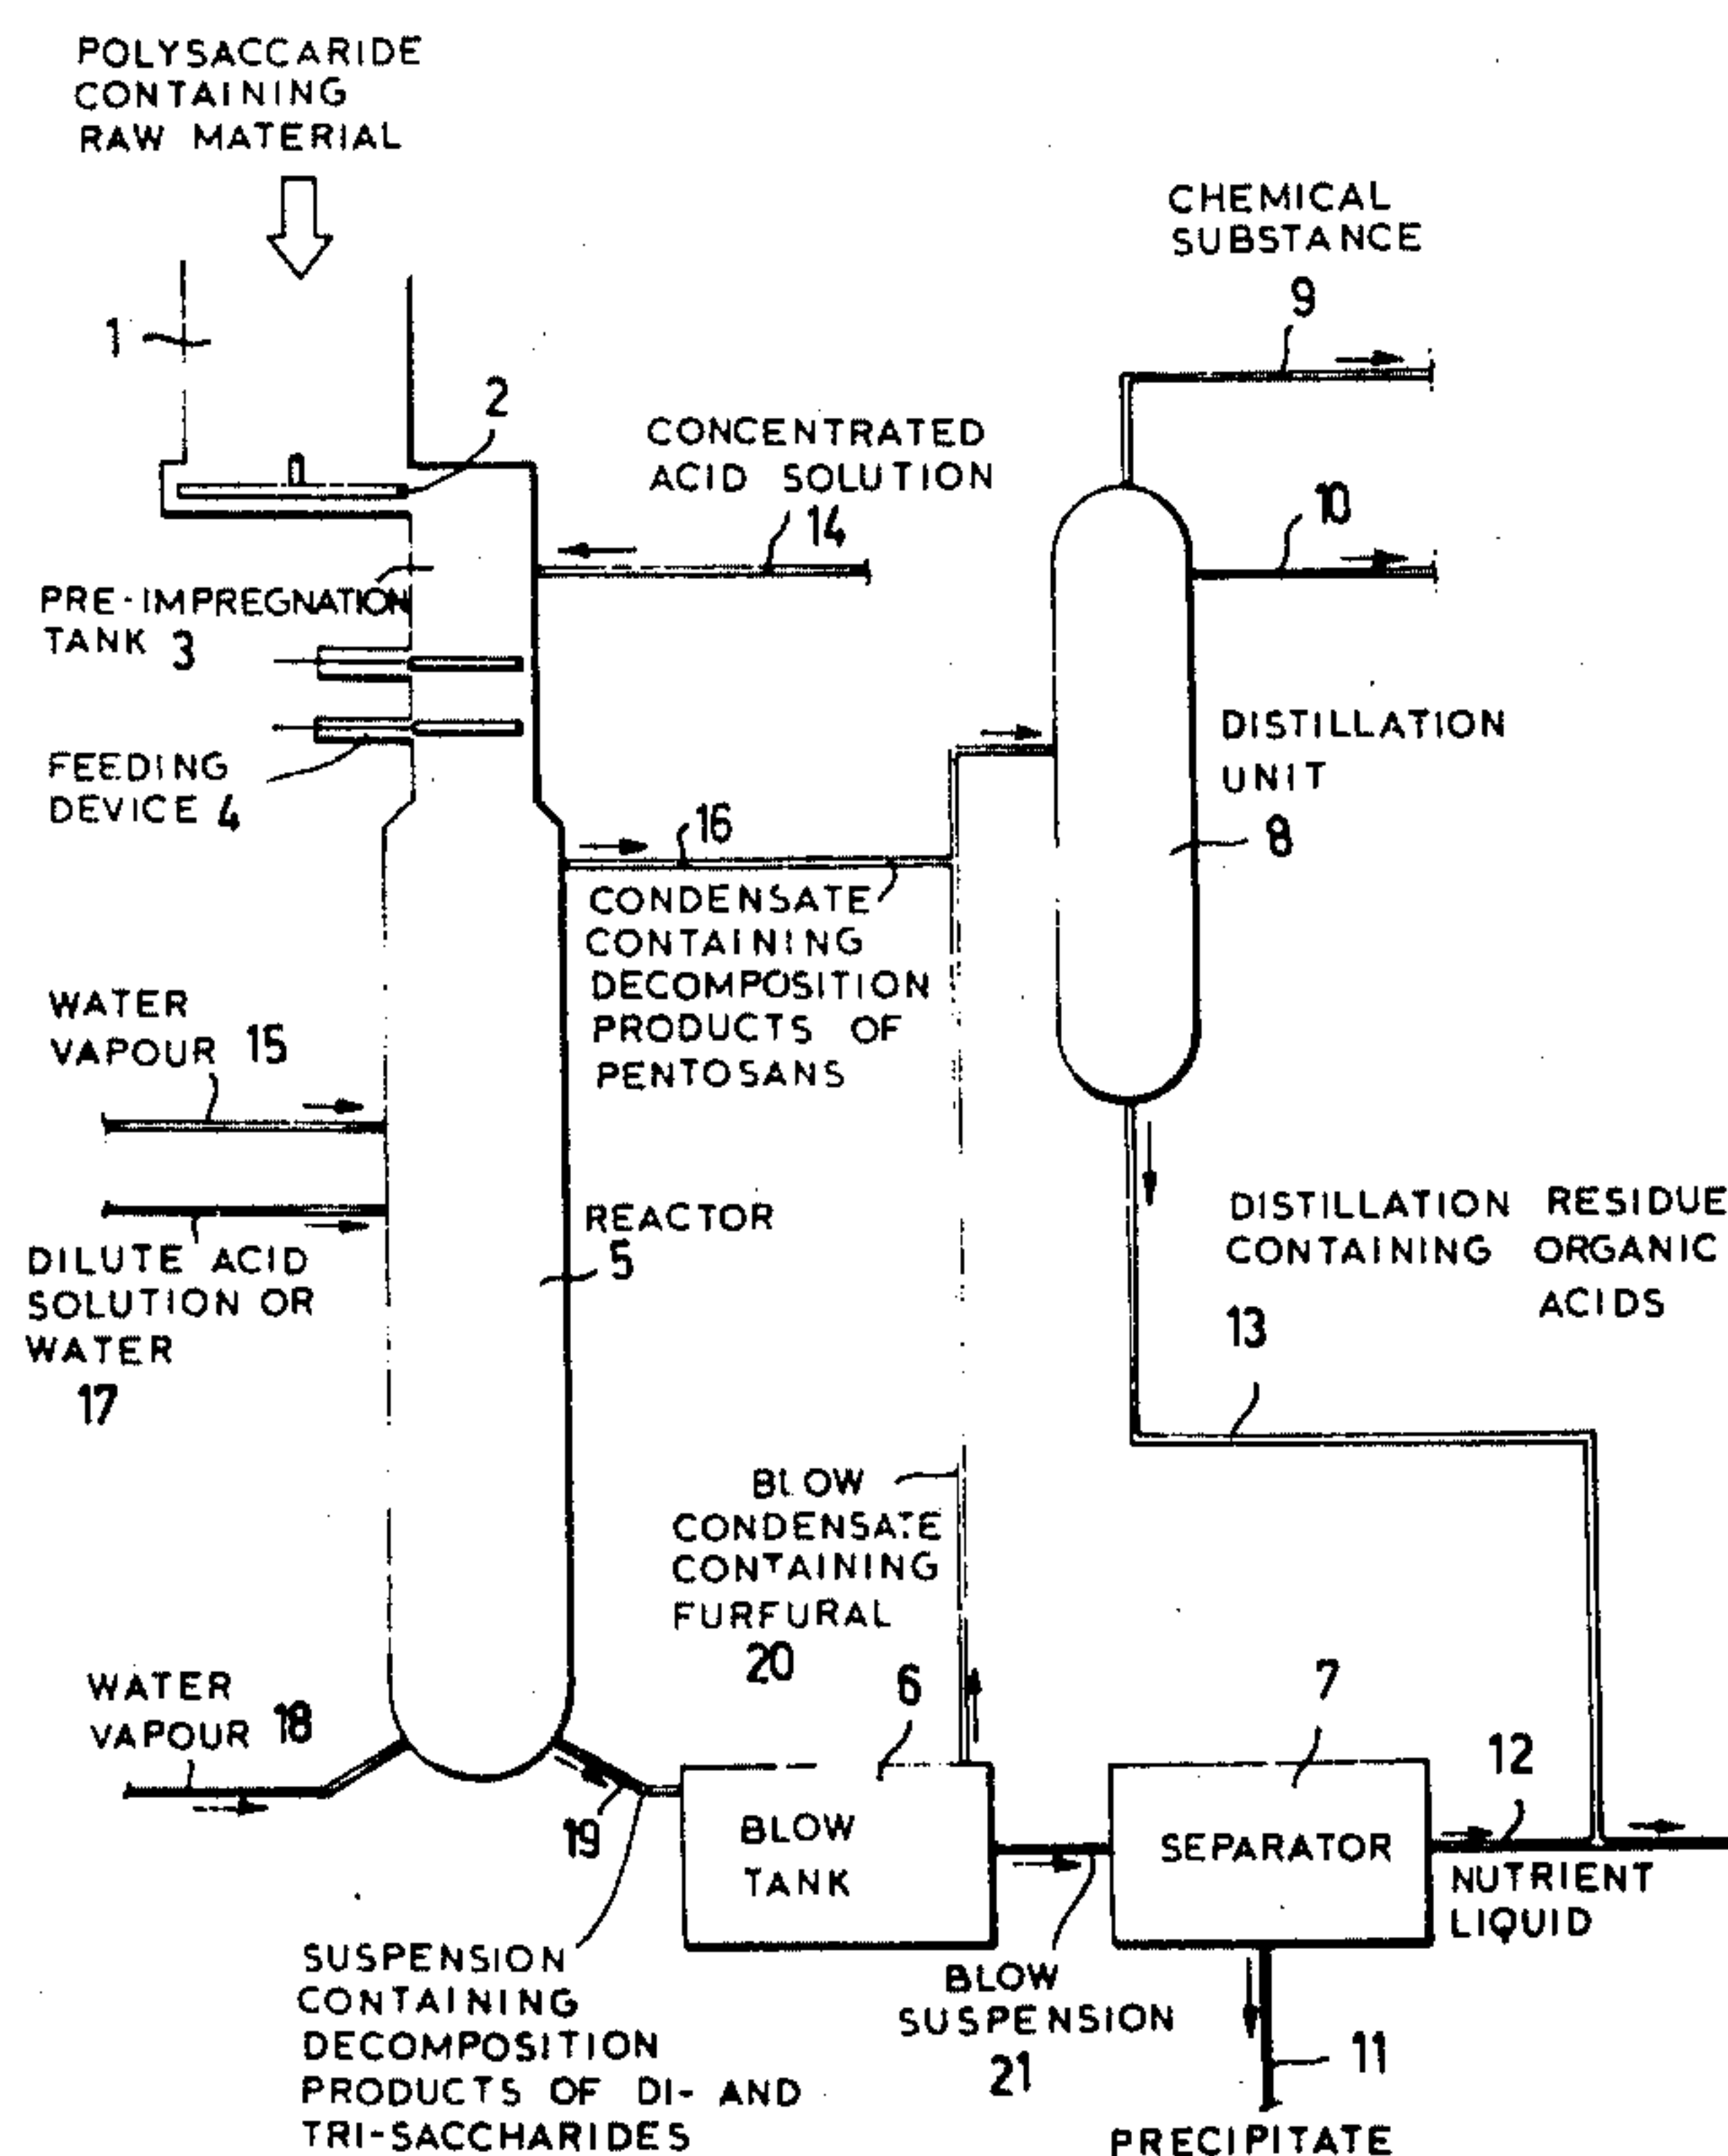 POLYSACCARIDE
CONTAINING
RAW MATERIAL
1
2
CONCENTRATED
ACID SOLUTION
14
CHEMICAL
SUBSTANCE
9
10
PRE-IMPREGNATION
TANK 3
FEEDING
DEVICE 4
DISTILLATION
UNIT
8
16
CONDENSATE
CONTAINING
DECOMPOSITION
PRODUCTS OF
PENTOSANS
WATER
VAPOUR 15
REACTOR
5
DILUTE ACID
SOLUTION OR
WATER
17
DISTILLATION RESIDUE
CONTAINING ORGANIC
ACIDS
13
BLOW
CONDENSATE
CONTAINING
FURFURAL
20
WATER
VAPOUR 18
19
6
BLOW
TANK
7
SEPARATOR
12
NUTRIENT
LIQUID
SUSPENSION
CONTAINING
DECOMPOSITION
PRODUCTS OF DI- AND
TRI-SACCHARIDES
BLOW
SUSPENSION
21
11
PRECIPITATE